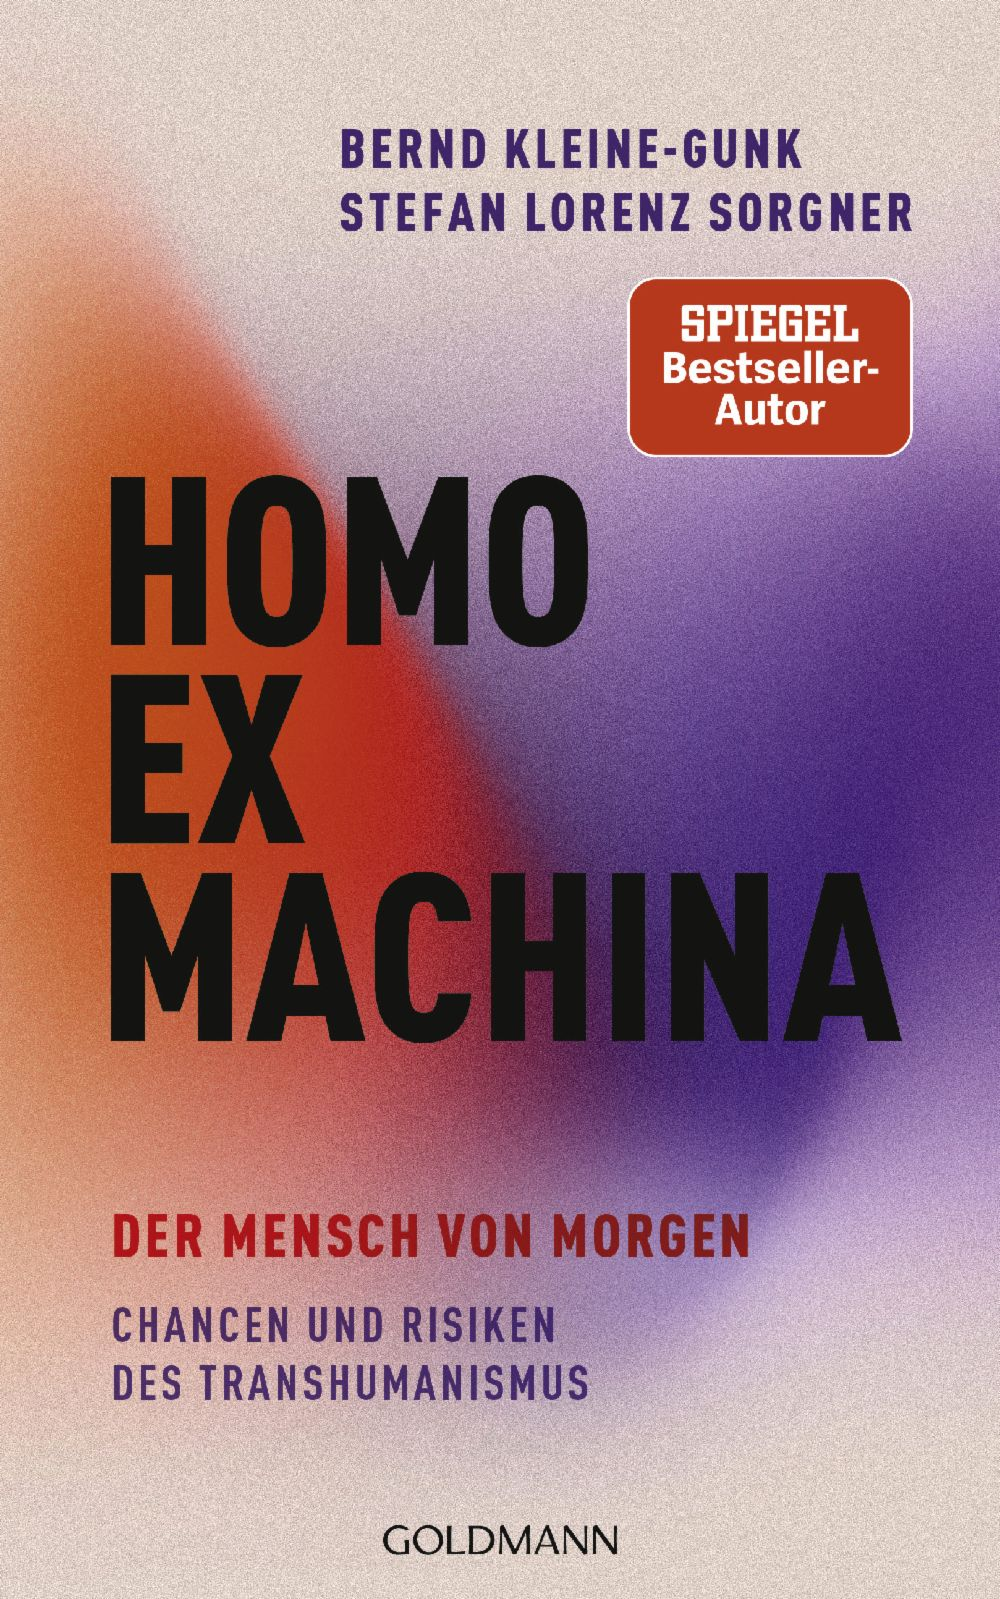 BERND KLEINE-GUNK
STEFAN LORENZ SORGNER
SPIEGEL
Bestseller-
Autor
HOMO
EX
MACHINA
DER MENSCH VON MORGEN
CHANCEN UND RISIKEN
DES TRANSHUMANISMUS
GOLDMANN